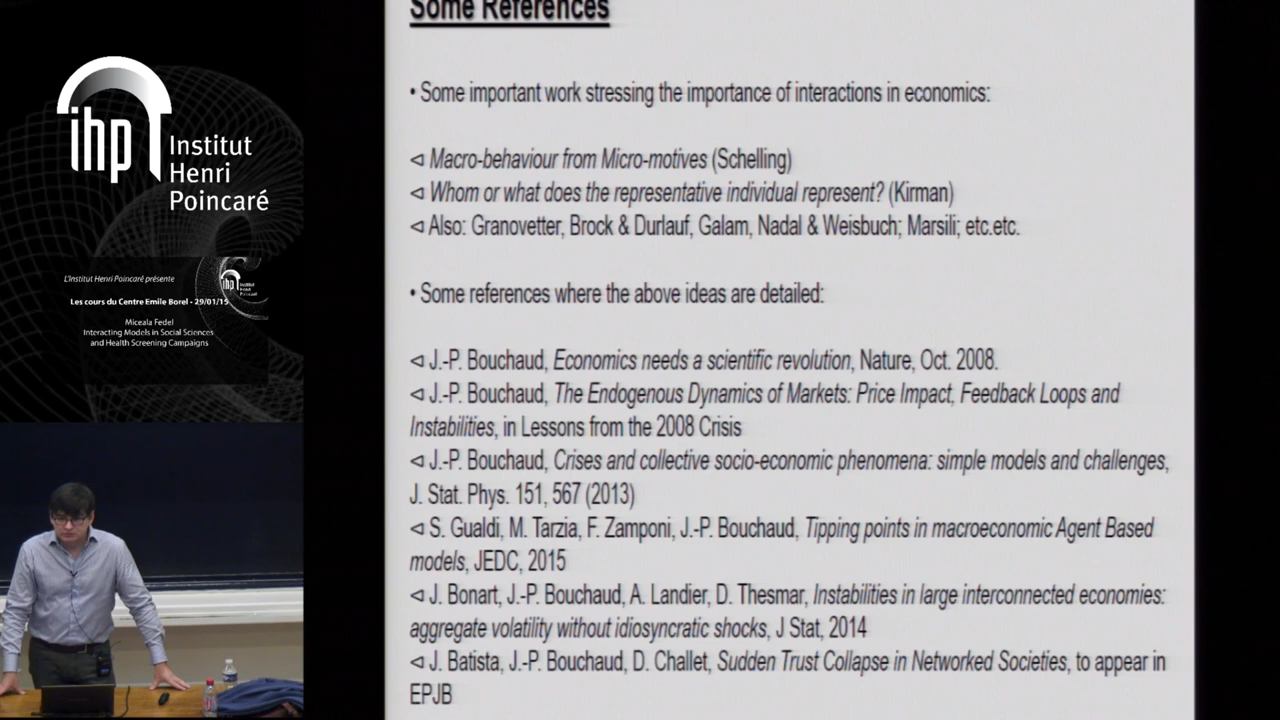 ihp
Institut
Henri
Poincaré
L'Institut Henri Poincaré présente
Les cours du Centre Emile Borel - 29/01/15
Miceala Fedel
Interacting Models in Social Sciences
and Health Screening Campaigns
ihp
Institut
Henri
Poincaré
Some References
• Some important work stressing the importance of interactions in economics:
⊲ Macro-behaviour from Micro-motives (Schelling)
⊲ Whom or what does the representative individual represent? (Kirman)
⊲ Also: Granovetter, Brock & Durlauf, Galam, Nadal & Weisbuch; Marsili; etc.etc.
• Some references where the above ideas are detailed:
⊲ J.-P. Bouchaud, Economics needs a scientific revolution, Nature, Oct. 2008.
⊲ J.-P. Bouchaud, The Endogenous Dynamics of Markets: Price Impact, Feedback Loops and
Instabilities, in Lessons from the 2008 Crisis
⊲ J.-P. Bouchaud, Crises and collective socio-economic phenomena: simple models and challenges,
J. Stat. Phys. 151, 567 (2013)
⊲ S. Gualdi, M. Tarzia, F. Zamponi, J.-P. Bouchaud, Tipping points in macroeconomic Agent Based
models, JEDC, 2015
⊲ J. Bonart, J.-P. Bouchaud, A. Landier, D. Thesmar, Instabilities in large interconnected economies:
aggregate volatility without idiosyncratic shocks, J Stat, 2014
⊲ J. Batista, J.-P. Bouchaud, D. Challet, Sudden Trust Collapse in Networked Societies, to appear in
EPJB